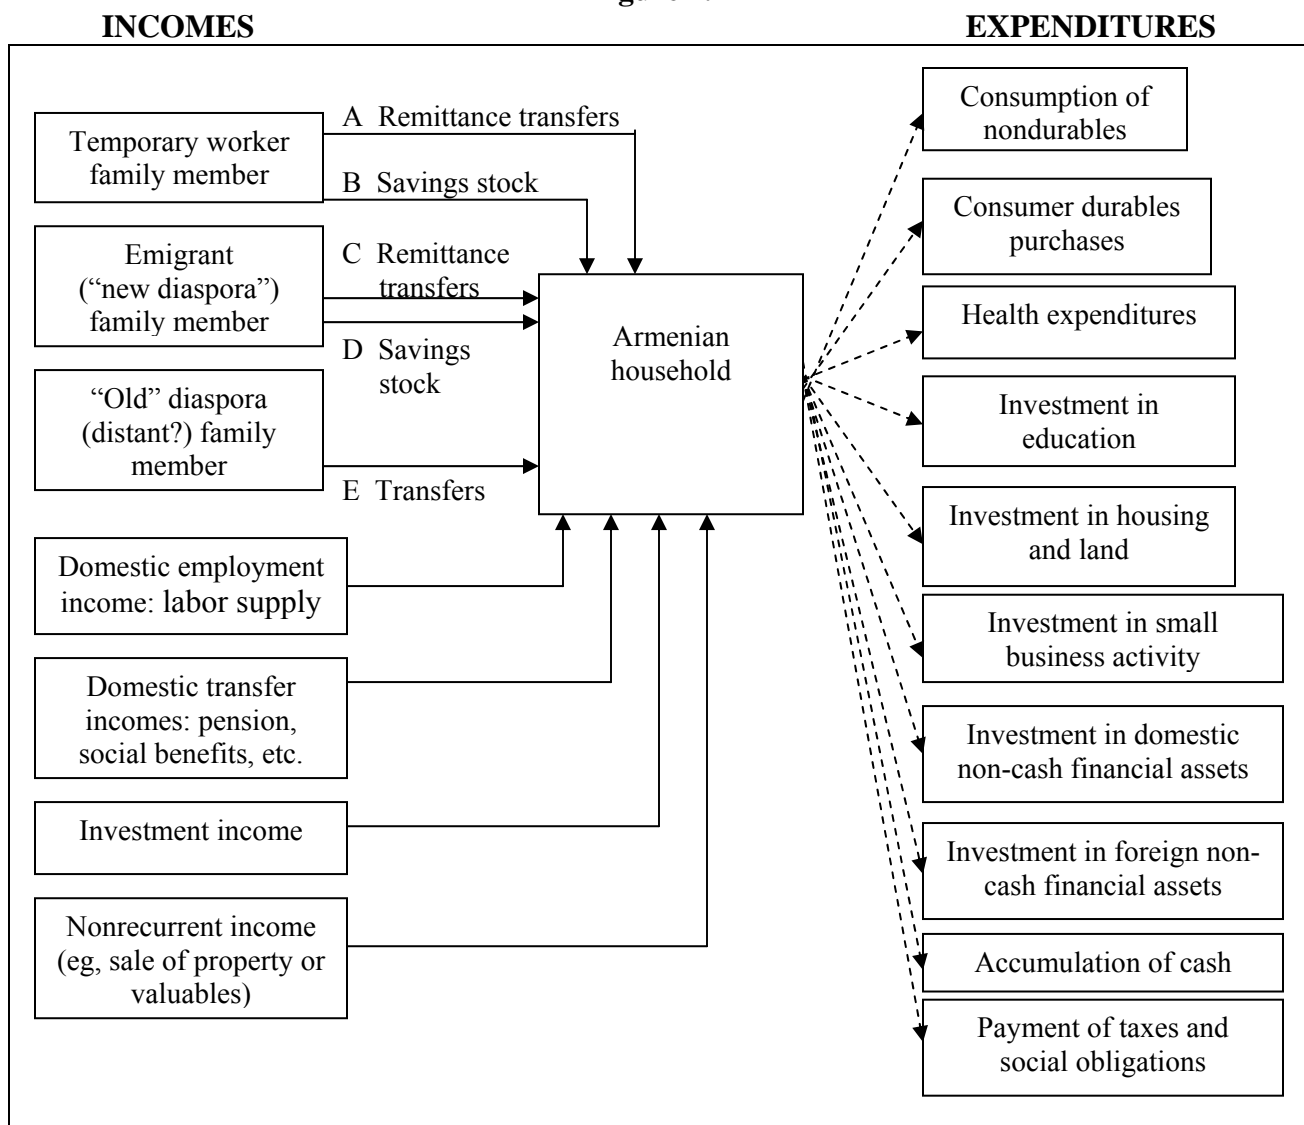 INCOMES
EXPENDITURES
Temporary worker
family member
A Remittance transfers
B Savings stock
Emigrant
(“new diaspora”)
family member
C Remittance
transfers
D Savings
stock
“Old” diaspora
(distant?) family
member
E Transfers
Domestic employment
income: labor supply
Domestic transfer
incomes: pension,
social benefits, etc.
Investment income
Nonrecurrent income
(eg, sale of property or
valuables)
Armenian
household
Consumption of
nondurables
Consumer durables
purchases
Health expenditures
Investment in
education
Investment in housing
and land
Investment in small
business activity
Investment in domestic
non-cash financial assets
Investment in foreign non-
cash financial assets
Accumulation of cash
Payment of taxes and
social obligations